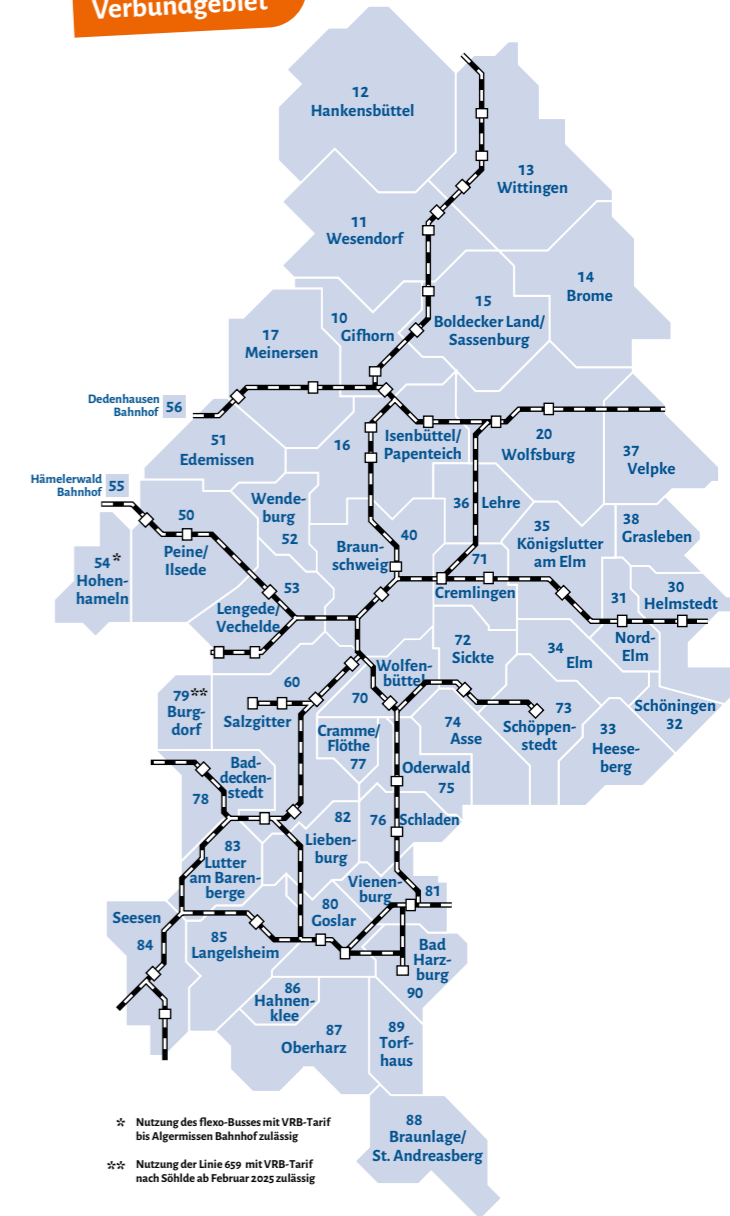 Verbundgebiet
12
Hankensbüttel
13
Wittingen
11
Wesendorf
14
Brome
15
Boldecker Land/
Sassenburg
10
Gifhorn
17
Meinersen
Dedenhausen
Bahnhof
56
51
Edemissen
16
Isenbüttel/
Papenteich
20
Wolfsburg
37
Velpke
Hämelerwald
Bahnhof
55
50
Peine/
Ilsede
Wende-
burg
52
36
Lehre
35
Königslutter
am Elm
38
Grasleben
54*
Hohen-
hameln
40
Braun-
schweig
71
Cremlingen
31
Nord-
Elm
30
Helmstedt
53
Lengede/
Vechelde
72
Sickte
34
Elm
79**
Burg-
dorf
60
Salzgitter
Wolfen-
büttel
70
73
Schöppen-
stedt
Schöningen
32
74
Asse
33
Heese-
berg
Cramme/
Flöthe
77
Oderwald
75
Bad-
decken-
stedt
78
82
Lieben-
burg
76
Schladen
83
Lutter
am Baren-
berge
Vienen-
burg
81
Seesen
84
85
Langelsheim
80
Goslar
Bad
Harz-
burg
90
86
Hahnen-
klee
87
Oberharz
89
Torf-
haus
88
Braunlage/
St. Andreasberg
* Nutzung des flexo-Busses mit VRB-Tarif
bis Algermissen Bahnhof zulässig
** Nutzung der Linie 659 mit VRB-Tarif
nach Söhlde ab Februar 2025 zulässig